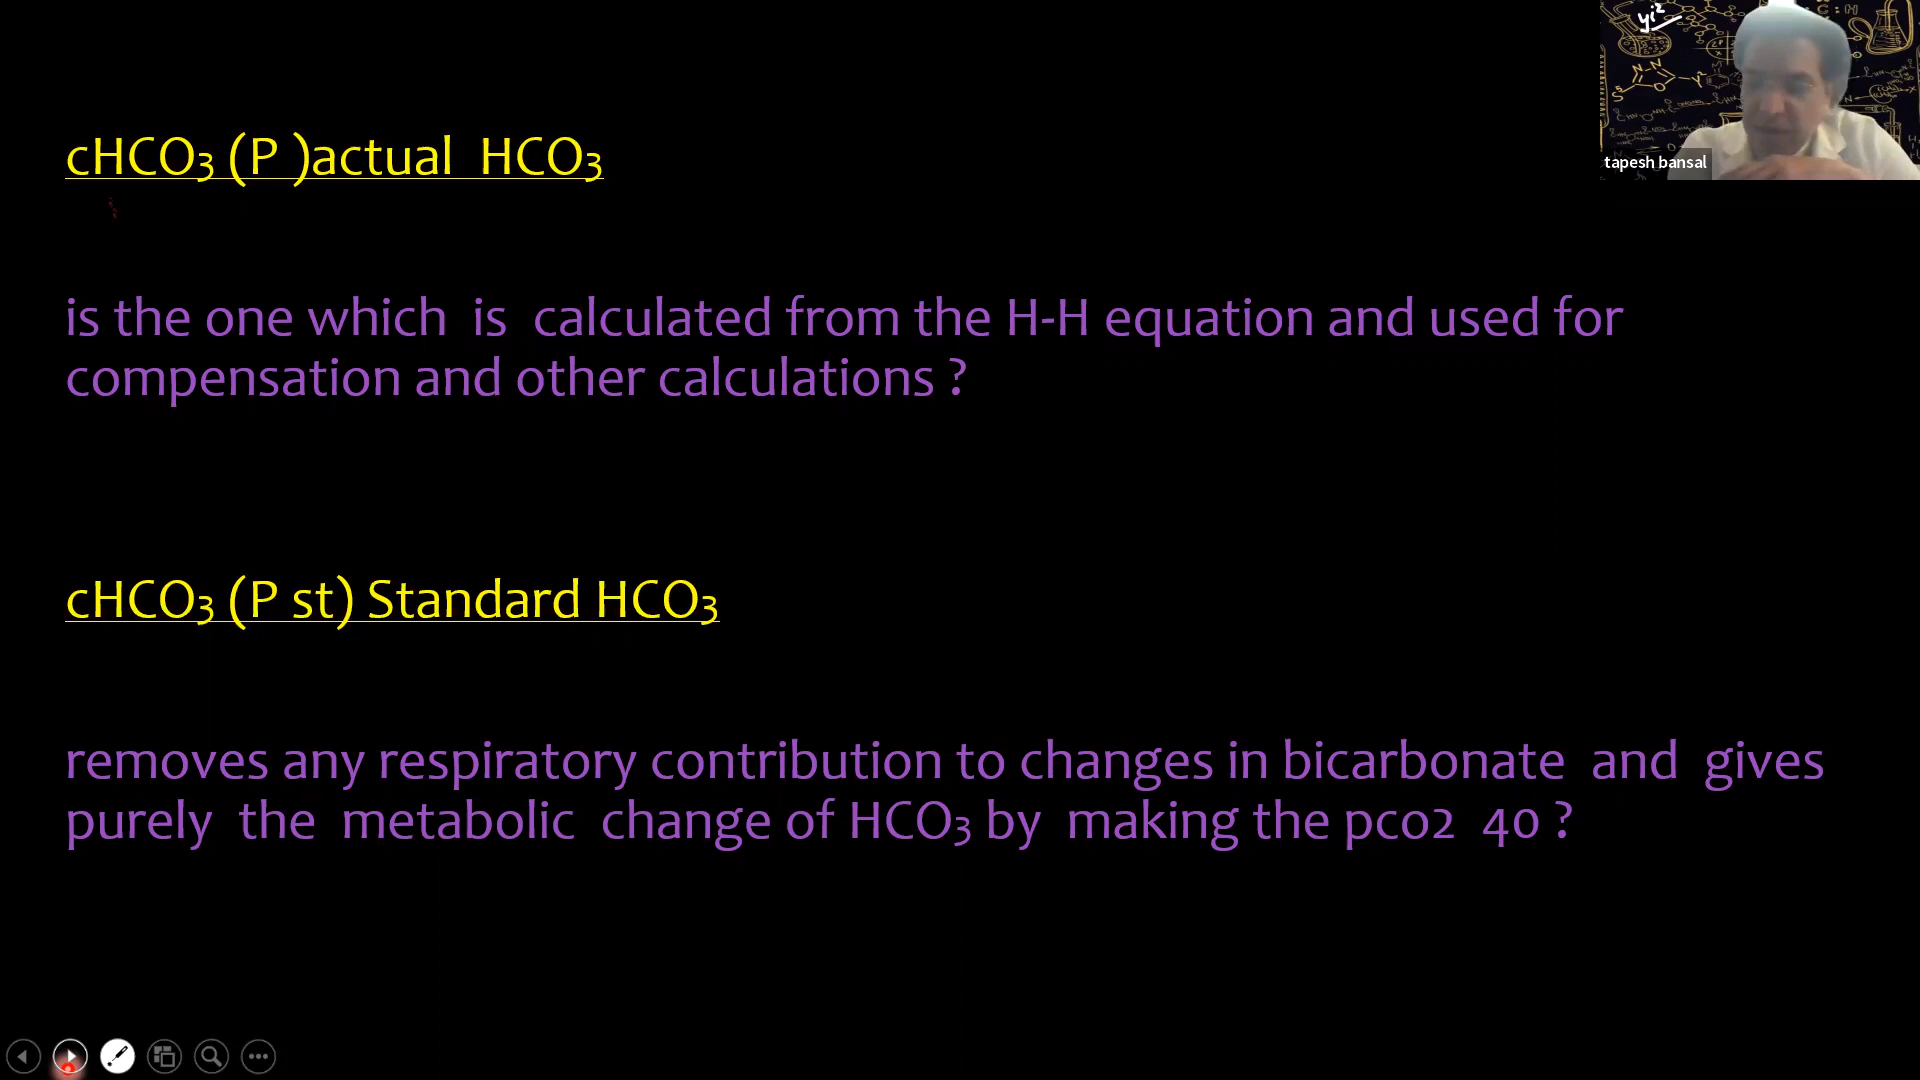 cHCO3 (P )actual  HCO3
tapesh bansal
is the one which  is  calculated from the H-H equation and used for
compensation and other calculations ?
cHCO3 (P st) Standard HCO3
removes any respiratory contribution to changes in bicarbonate  and  gives
purely  the  metabolic  change of HCO3 by  making the pco2  40 ?